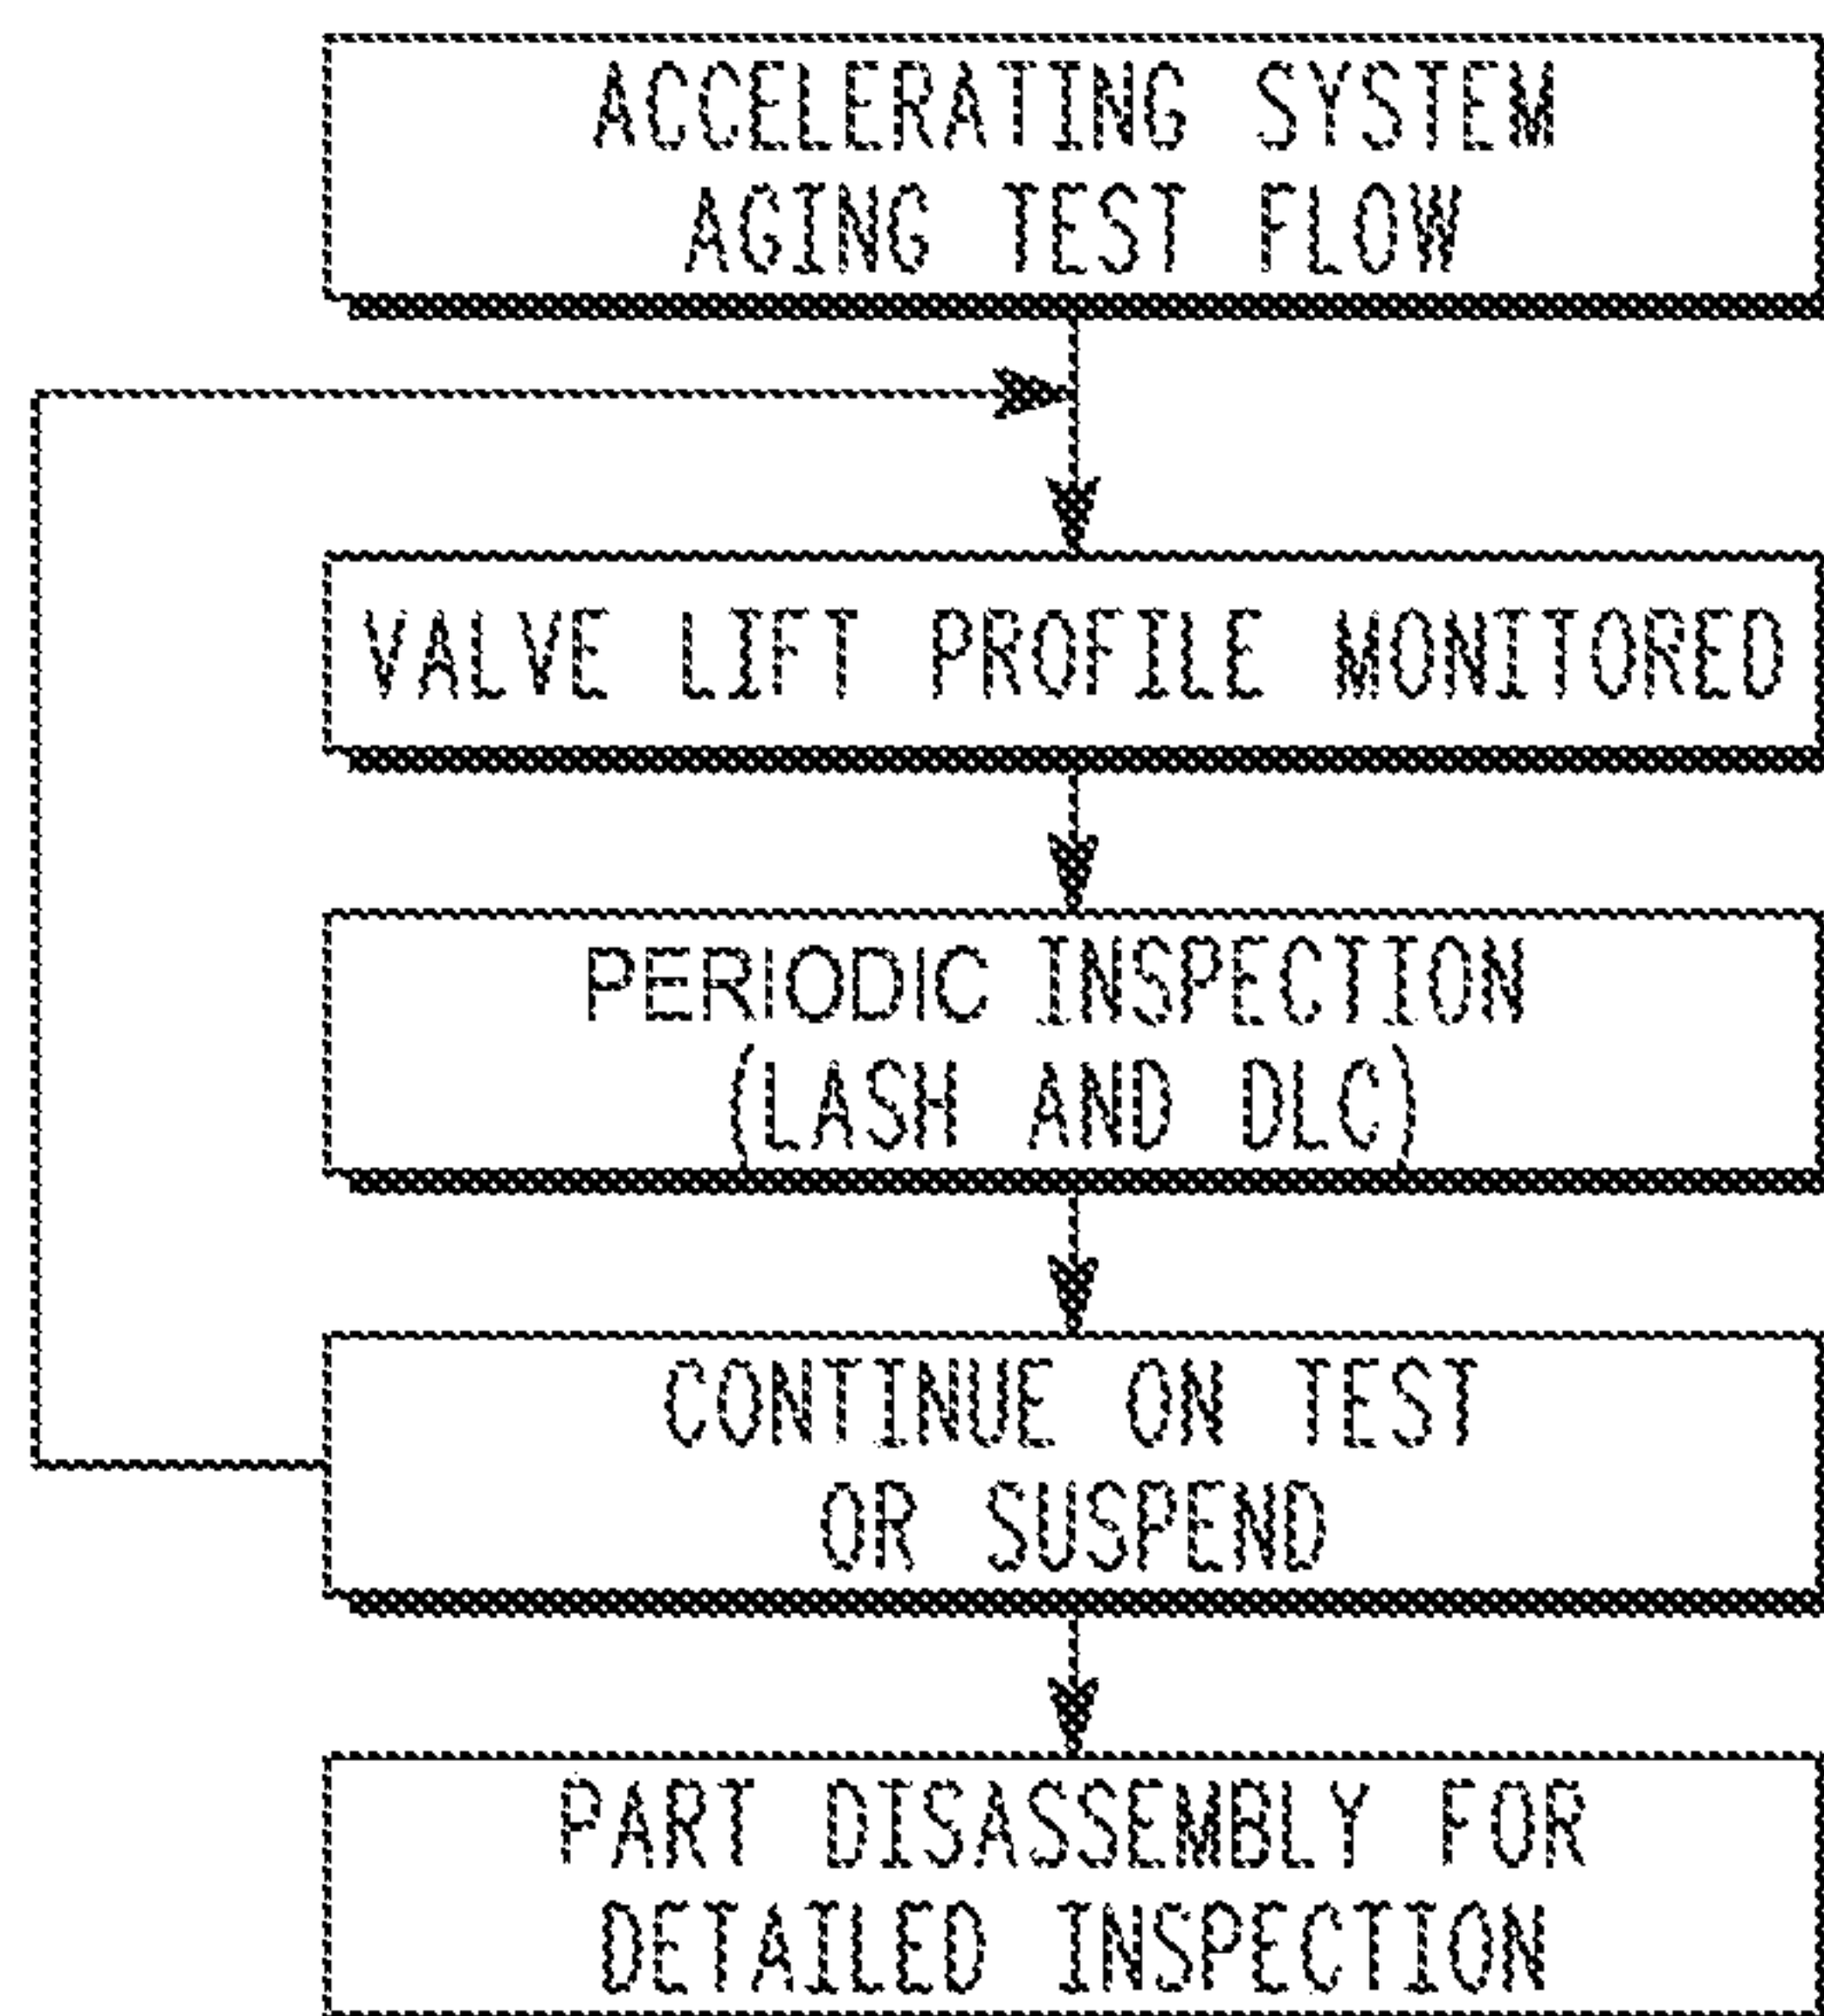 ACCELERATING SYSTEM
AGING TEST FLOW
VALVE LIFT PROFILE MONITORED
PERIODIC INSPECTION
(LASH AND DLC)
CONTINUE ON TEST
OR SUSPEND
PART DISASSEMBLY FOR
DETAILED INSPECTION